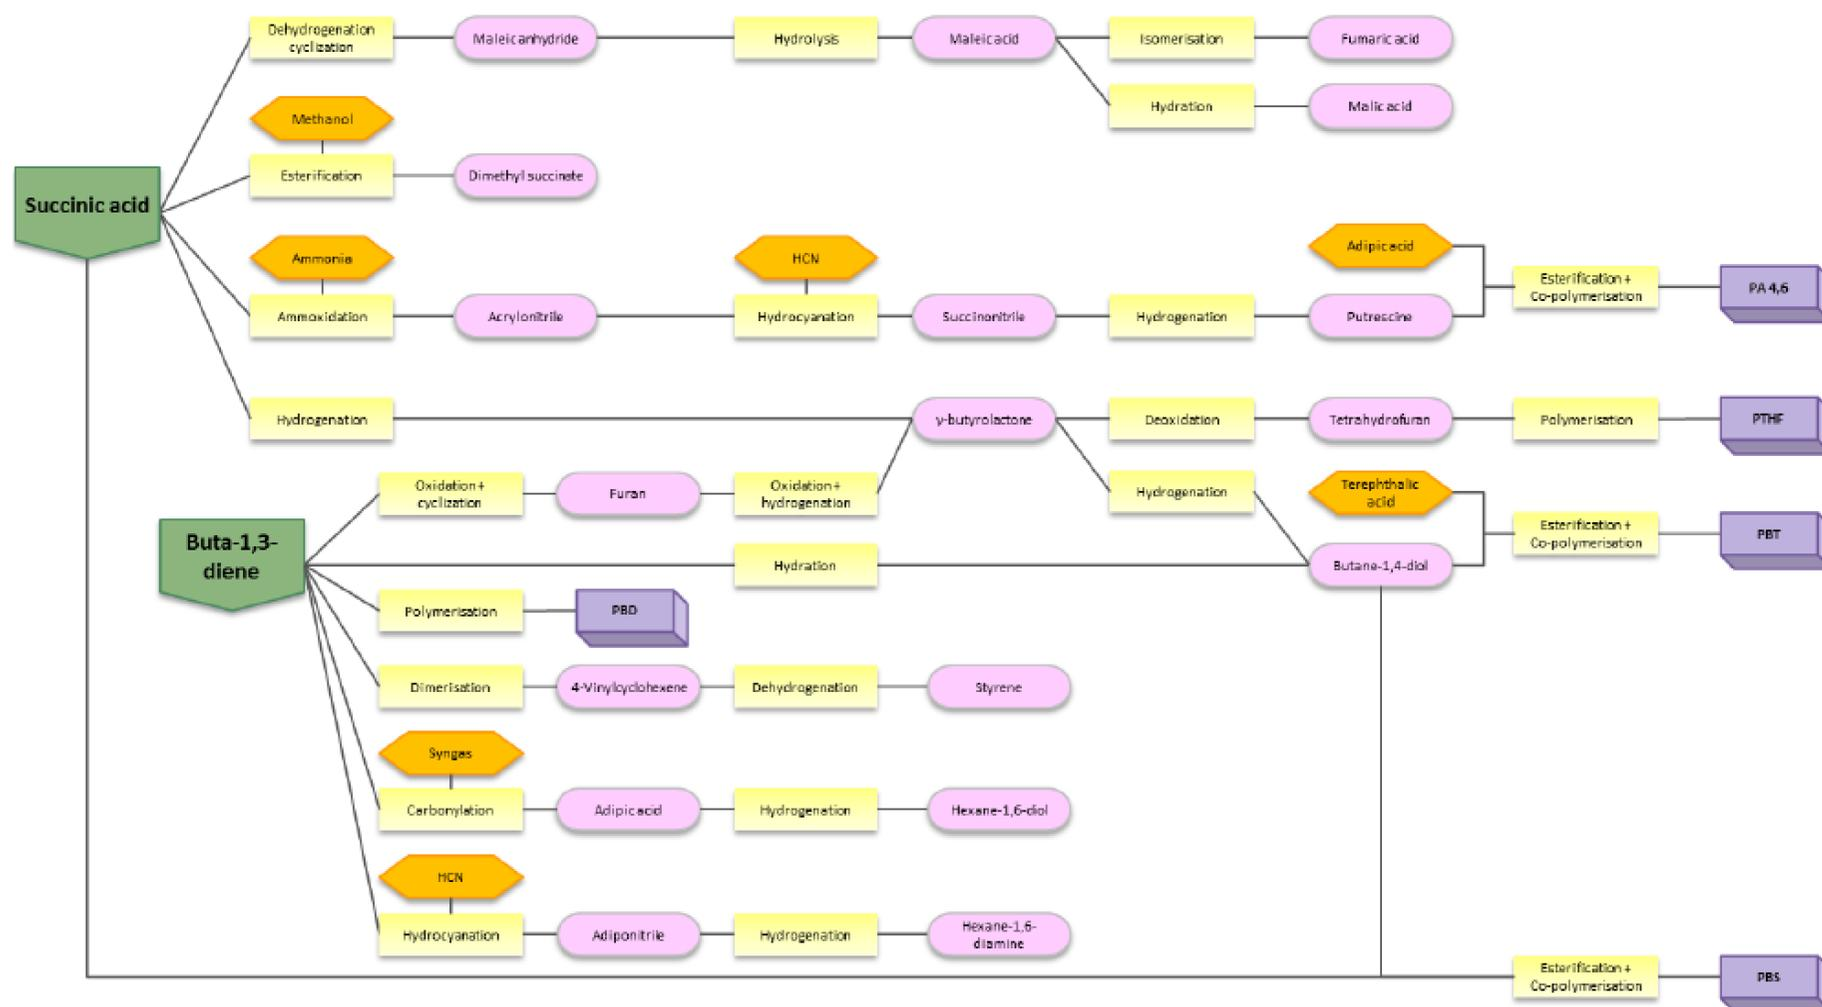 Dehydrogenation
cyclization
Maleic anhydride
Hydrolysis
Maleic acid
Isomerisation
Fumaric acid
Hydration
Malic acid
Methanol
Esterification
Dimethyl succinate
Succinic acid
Ammonia
HCN
Adipic acid
Ammoxidation
Acrylonitrile
Hydrocyanation
Succinonitrile
Hydrogenation
Putrescine
Esterification +
Co-polymerisation
PA 4,6
Hydrogenation
γ-butyrolactone
Deoxidation
Tetrahydrofuran
Polymerisation
PTHF
Oxidation +
cyclization
Furan
Oxidation +
hydrogenation
Hydrogenation
Terephthalic
acid
Esterification +
Co-polymerisation
PBT
Buta-1,3-
diene
Hydration
Butane-1,4-diol
Polymerisation
PBD
Dimerisation
4-Vinylcyclohexene
Dehydrogenation
Styrene
Syngas
Carbonylation
Adipic acid
Hydrogenation
Hexane-1,6-diol
HCN
Hydrocyanation
Adiponitrile
Hydrogenation
Hexane-1,6-
diamine
Esterification +
Co-polymerisation
PBS